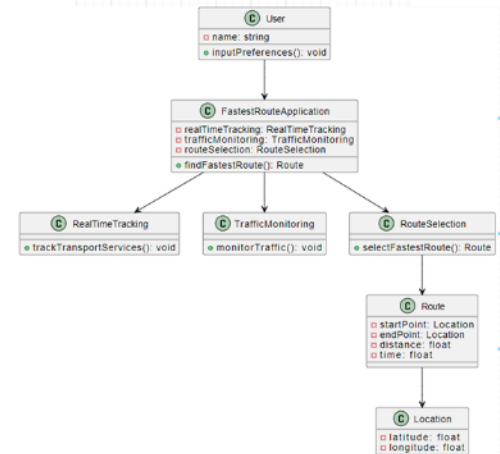 C User
name: string
inputPreferences(): void
C FastestRouteApplication
realTimeTracking: RealTimeTracking
trafficMonitoring: TrafficMonitoring
routeSelection: RouteSelection
findFastestRoute(): Route
C RealTimeTracking
trackTransportServices(): void
C TrafficMonitoring
monitorTraffic(): void
C RouteSelection
selectFastestRoute(): Route
C Route
startPoint: Location
endPoint: Location
distance: float
time: float
C Location
latitude: float
longitude: float